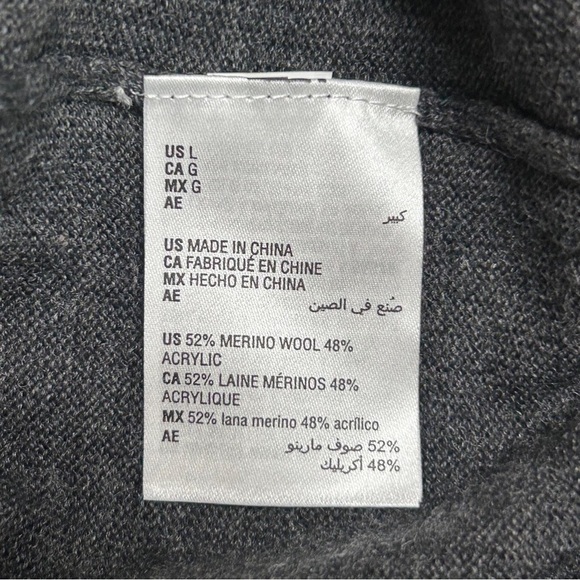 US L
CA G
MX G
AE
كبير
US MADE IN CHINA
CA FABRIQUÉ EN CHINE
MX HECHO EN CHINA
AE
صُنع في الصين
US 52% MERINO WOOL 48%
ACRYLIC
CA 52% LAINE MÉRINOS 48%
ACRYLIQUE
MX 52% lana merino 48% acrílico
AE
52% صوف مارينو
48% أكريليك